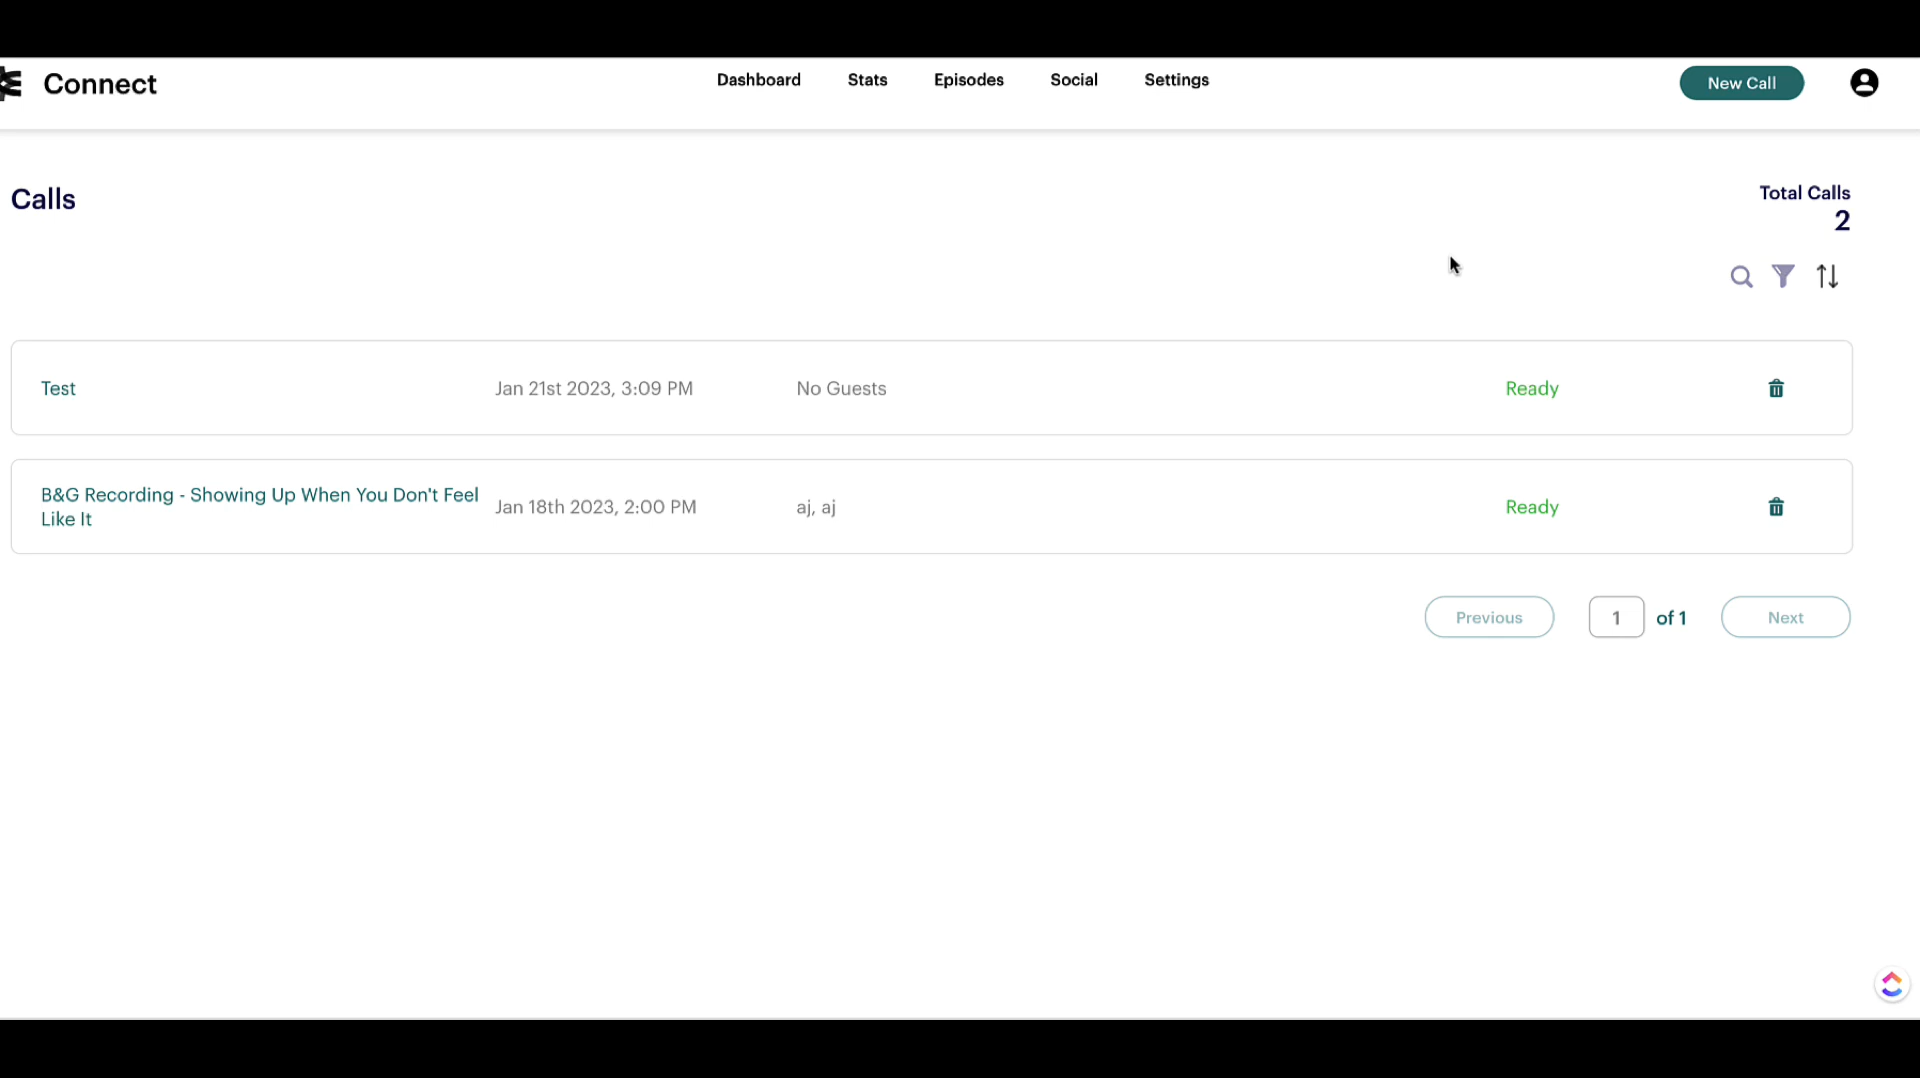 Connect
Dashboard Stats Episodes Social Settings
New Call
Calls
Total Calls
2
Test Jan 21st 2023, 3:09 PM No Guests Ready
B&G Recording - Showing Up When You Don't Feel
Like It
Jan 18th 2023, 2:00 PM aj, aj Ready
Previous 1 of 1 Next